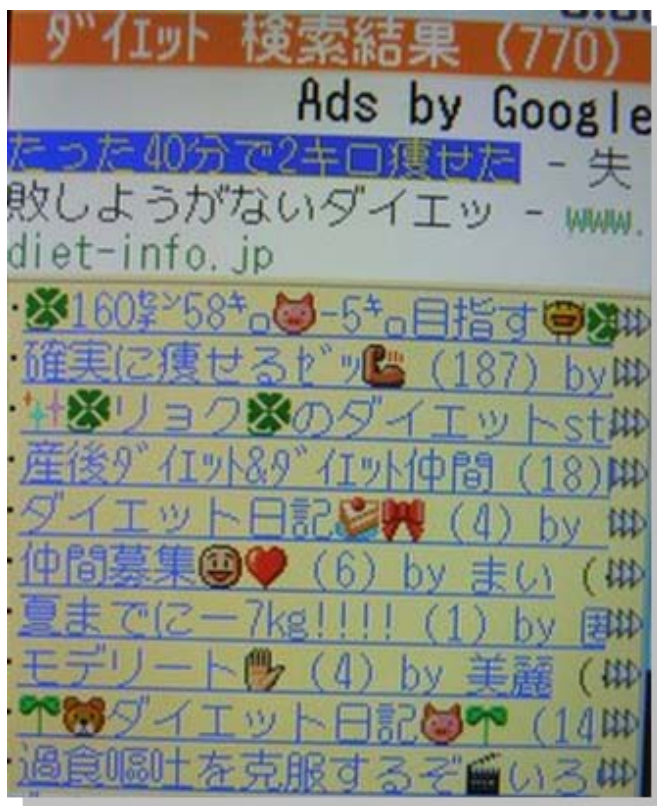 ﾀﾞｲｴｯﾄ 検索結果 (770)
Ads by Google
たった40分で2キロ痩せた - 失
敗しようがないダイエッ - www.
diet-info.jp
160㌢58㌔-5㌔目指す
確実に痩せるｾﾞｯ (187) by
リョク のダイエットst
産後ﾀﾞｲｴｯﾄ&ﾀﾞｲｴｯﾄ仲間 (18)
ダイエット日記 (4) by
仲間募集 (6) by まい (
夏までに－7kg!!!! (1) by
モデリート (4) by 美麗 (
ダイエット日記 (14
過食嘔吐を克服するぞ いろ